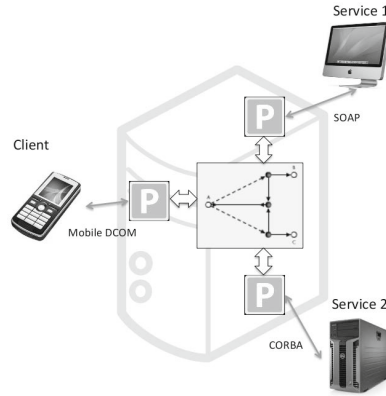 Service 1
P
SOAP
Client
B
A
P
Mobile DCOM
C
P
Service 2
CORBA